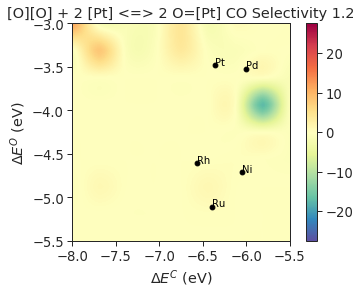 [O][O] + 2 [Pt] <=> 2 O=[Pt] CO Selectivity 1.2
−3.0
−3.5
−4.0
−4.5
−5.0
−5.5
ΔE^O (eV)
Pt
Pd
Rh
Ni
Ru
−8.0 −7.5 −7.0 −6.5 −6.0 −5.5
ΔE^C (eV)
20
10
0
−10
−20